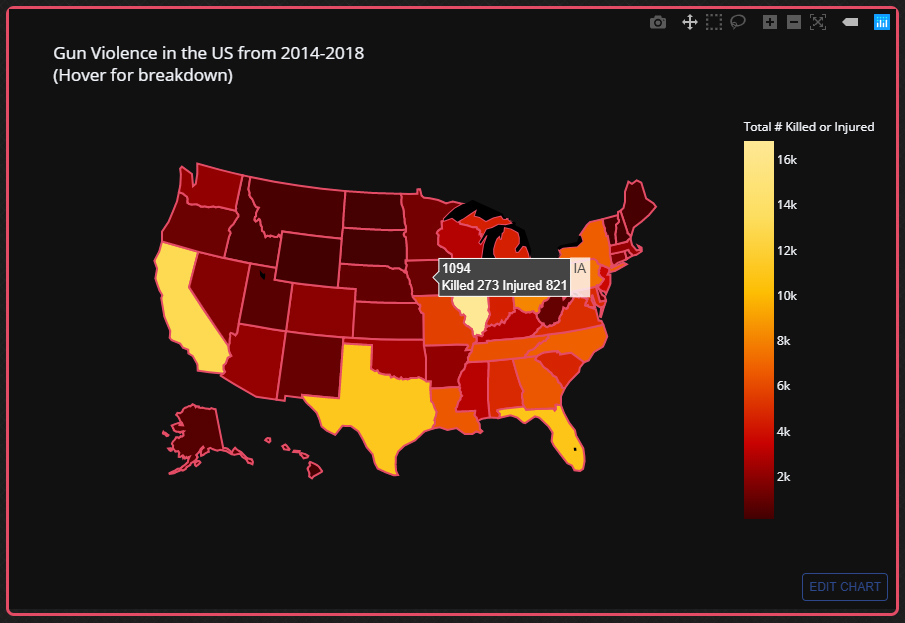 Gun Violence in the US from 2014-2018
(Hover for breakdown)
Total # Killed or Injured
16k
14k
12k
10k
8k
6k
4k
2k
1094
Killed 273 Injured 821
IA
EDIT CHART